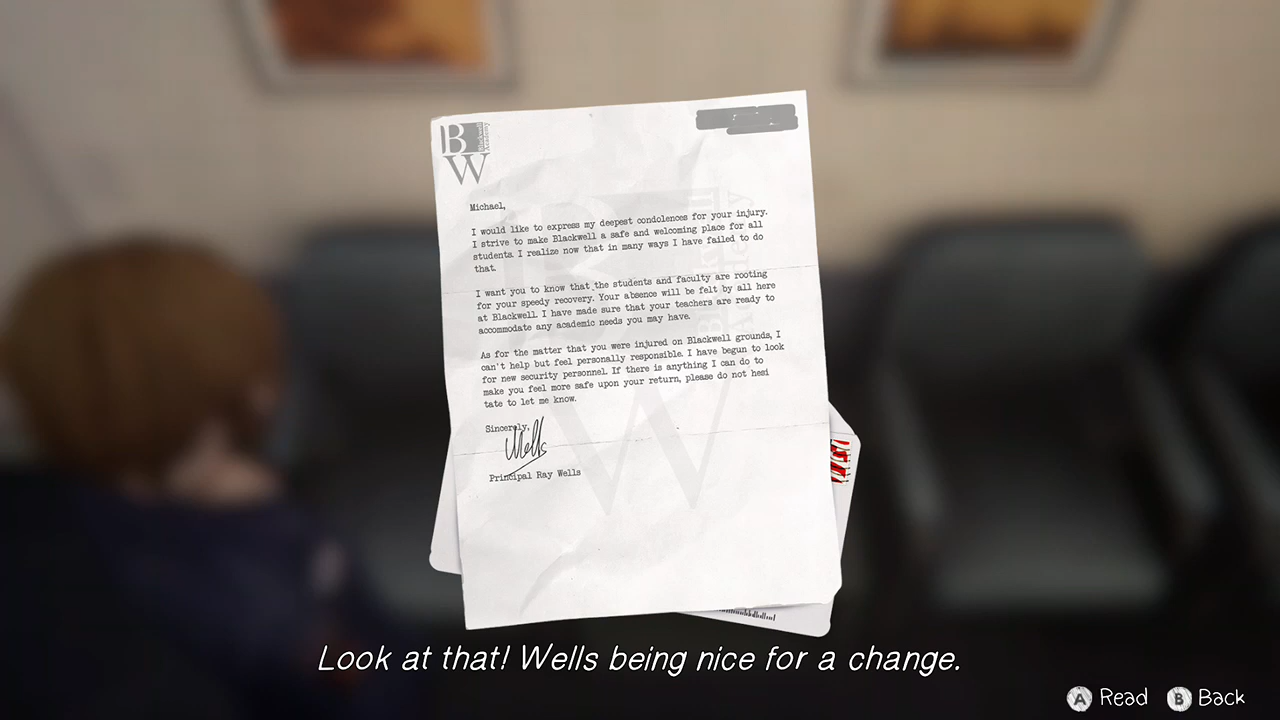 B
Blackwell
Academy
W
Michael,
I would like to express my deepest condolences for your injury.
I strive to make Blackwell a safe and welcoming place for all
students. I realize now that in many ways I have failed to do
that.
I want you to know that the students and faculty are rooting
for your speedy recovery. Your absence will be felt by all here
at Blackwell. I have made sure that your teachers are ready to
accommodate any academic needs you may have.
As for the matter that you were injured on Blackwell grounds, I
can't help but feel personally responsible. I have begun to look
for new security personnel. If there is anything I can do to
make you feel more safe upon your return, please do not hesi
tate to let me know.
Sincerely,
Wells
Principal Ray Wells
Look at that! Wells being nice for a change.
A Read B Back